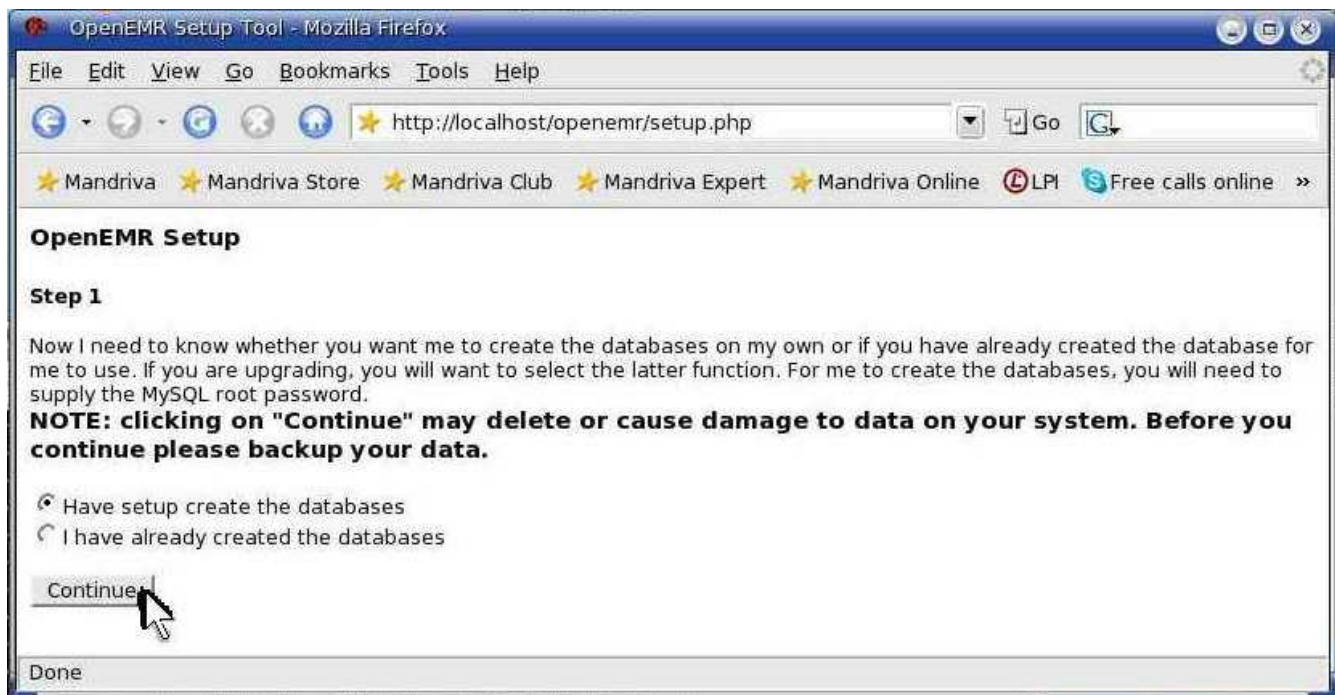 OpenEMR Setup Tool - Mozilla Firefox
File Edit View Go Bookmarks Tools Help
http://localhost/openemr/setup.php Go G
Mandriva Mandriva Store Mandriva Club Mandriva Expert Mandriva Online LPI Free calls online »
OpenEMR Setup
Step 1
Now I need to know whether you want me to create the databases on my own or if you have already created the database for
me to use. If you are upgrading, you will want to select the latter function. For me to create the databases, you will need to
supply the MySQL root password.
NOTE: clicking on "Continue" may delete or cause damage to data on your system. Before you
continue please backup your data.
Have setup create the databases
I have already created the databases
Continue
Done